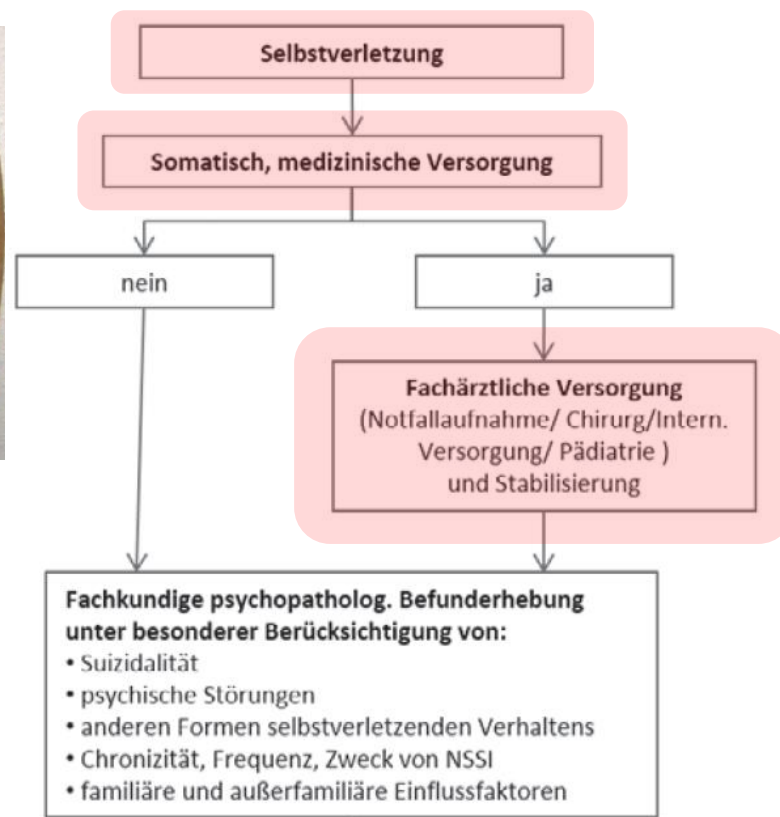 Selbstverletzung
Somatisch, medizinische Versorgung
nein
ja
Fachärztliche Versorgung
(Notfallaufnahme/ Chirurg/Intern.
Versorgung/ Pädiatrie )
und Stabilisierung
Fachkundige psychopatholog. Befunderhebung
unter besonderer Berücksichtigung von:
• Suizidalität
• psychische Störungen
• anderen Formen selbstverletzenden Verhaltens
• Chronizität, Frequenz, Zweck von NSSI
• familiäre und außerfamiliäre Einflussfaktoren